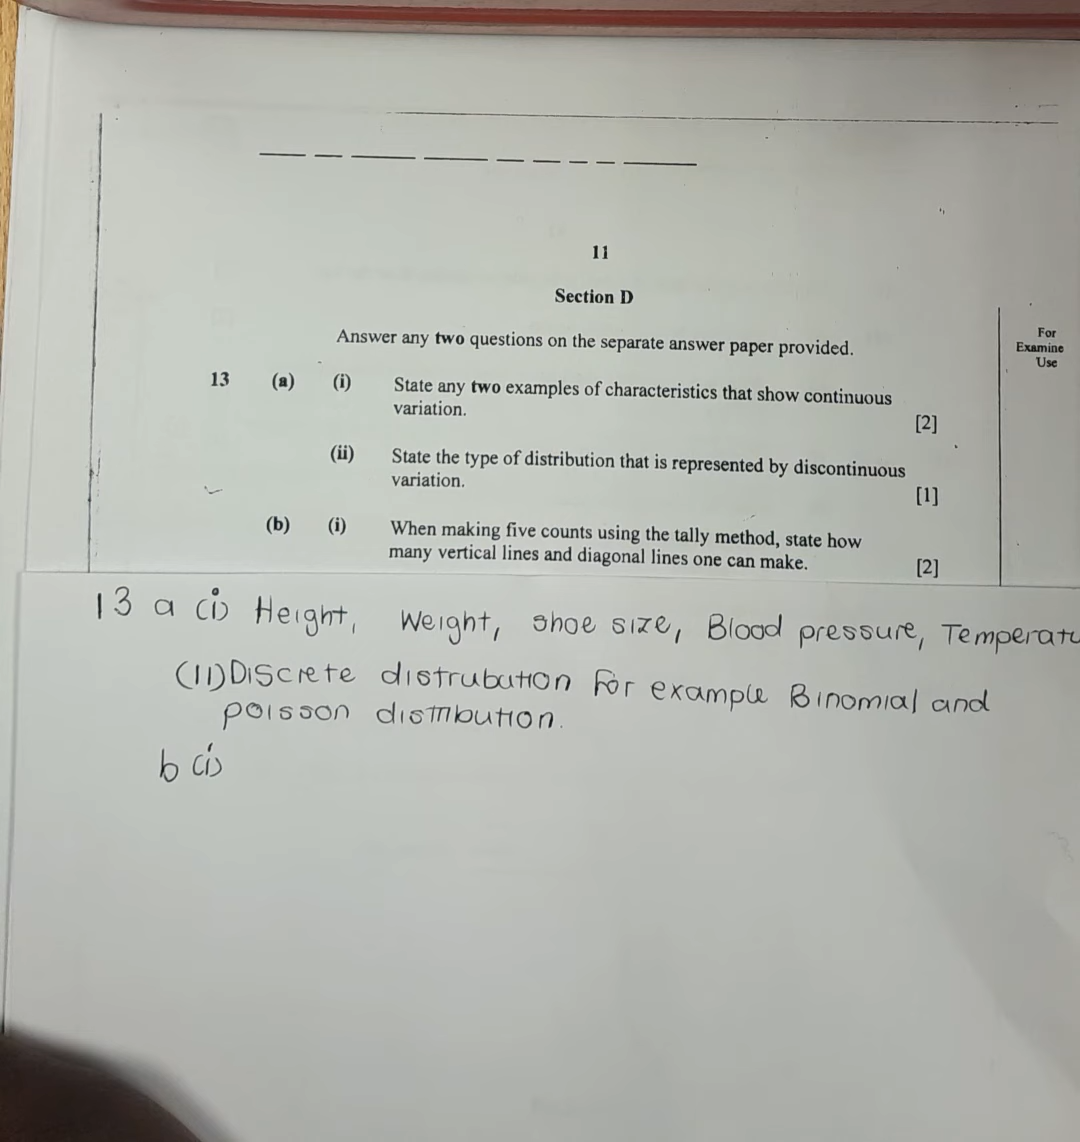 11
Section D
Answer any two questions on the separate answer paper provided.
For
Examine
Use
13 (a) (i) State any two examples of characteristics that show continuous
variation. [2]
(ii) State the type of distribution that is represented by discontinuous
variation. [1]
(b) (i) When making five counts using the tally method, state how
many vertical lines and diagonal lines one can make. [2]
13 a (i) Height, Weight, shoe size, Blood pressure, Temperatu
(ii) Discrete distrubution For example Binomial and
poisson distribution.
b (i)